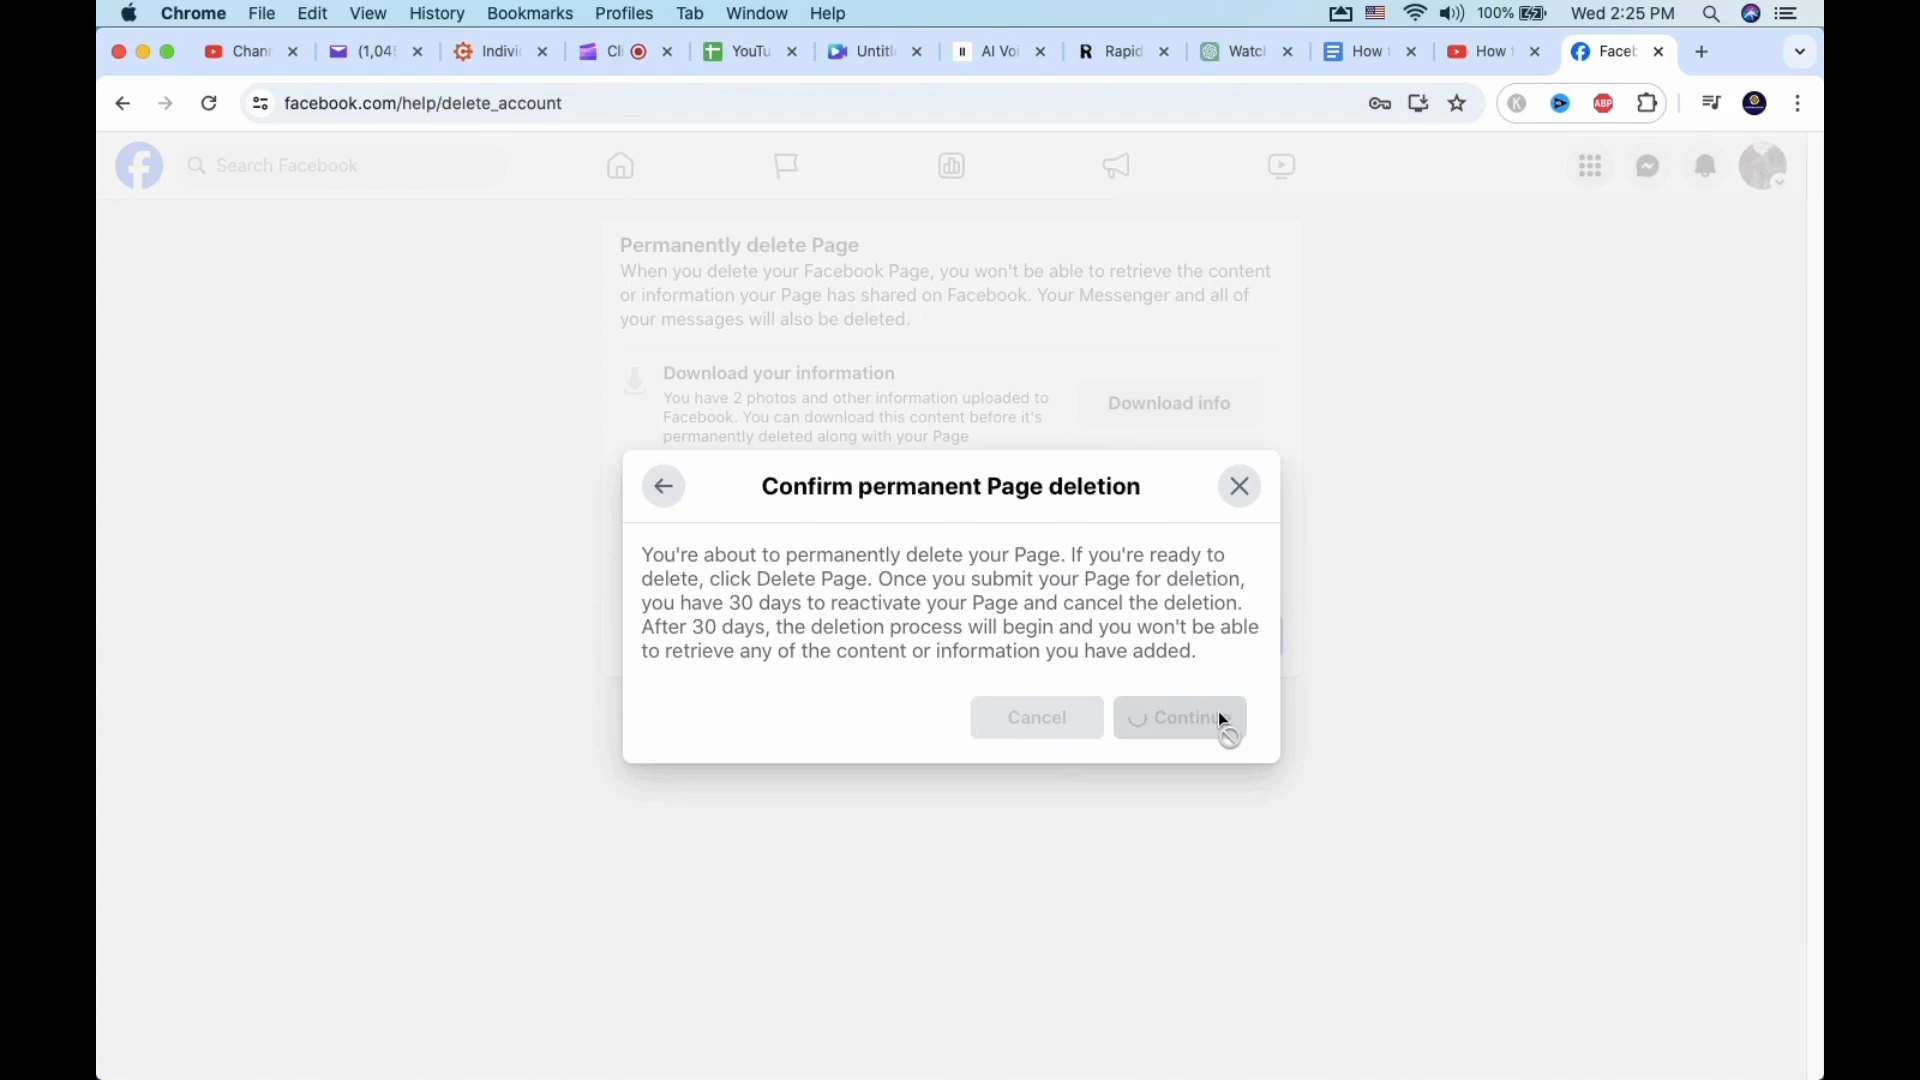 Chrome File Edit View History Bookmarks Profiles Tab Window Help 100% Wed 2:25 PM
Chann (1,04 Indivi Cli YouTu Untitl AI Voi Rapid Watch How t How t Faceb
facebook.com/help/delete_account
K ABP
Search Facebook
Permanently delete Page
When you delete your Facebook Page, you won't be able to retrieve the content
or information your Page has shared on Facebook. Your Messenger and all of
your messages will also be deleted.
Download your information
You have 2 photos and other information uploaded to
Facebook. You can download this content before it's
permanently deleted along with your Page
Download info
Confirm permanent Page deletion
You're about to permanently delete your Page. If you're ready to
delete, click Delete Page. Once you submit your Page for deletion,
you have 30 days to reactivate your Page and cancel the deletion.
After 30 days, the deletion process will begin and you won't be able
to retrieve any of the content or information you have added.
Cancel Continue